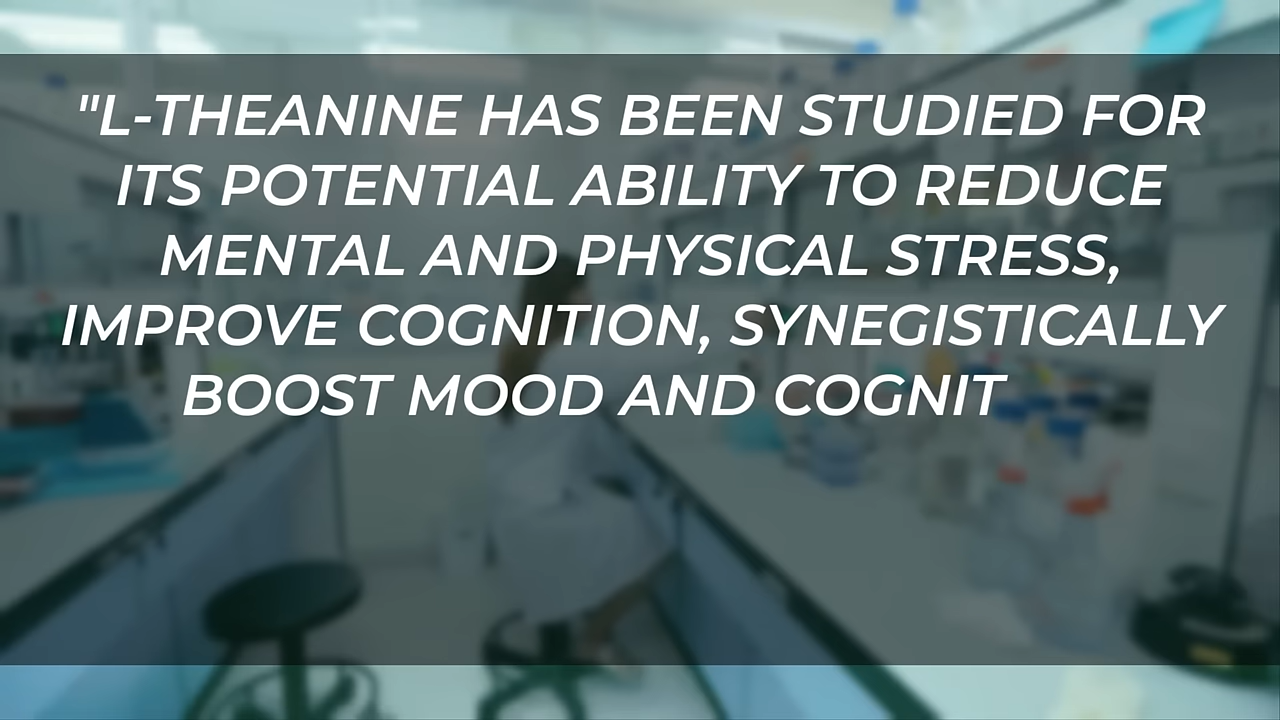 "L-THEANINE HAS BEEN STUDIED FOR
ITS POTENTIAL ABILITY TO REDUCE
MENTAL AND PHYSICAL STRESS,
IMPROVE COGNITION, SYNEGISTICALLY
BOOST MOOD AND COGNIT